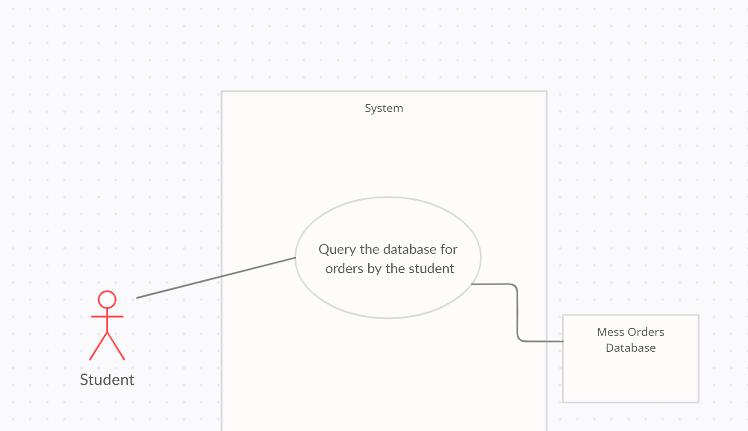 System
Query the database for
orders by the student
Mess Orders
Database
Student